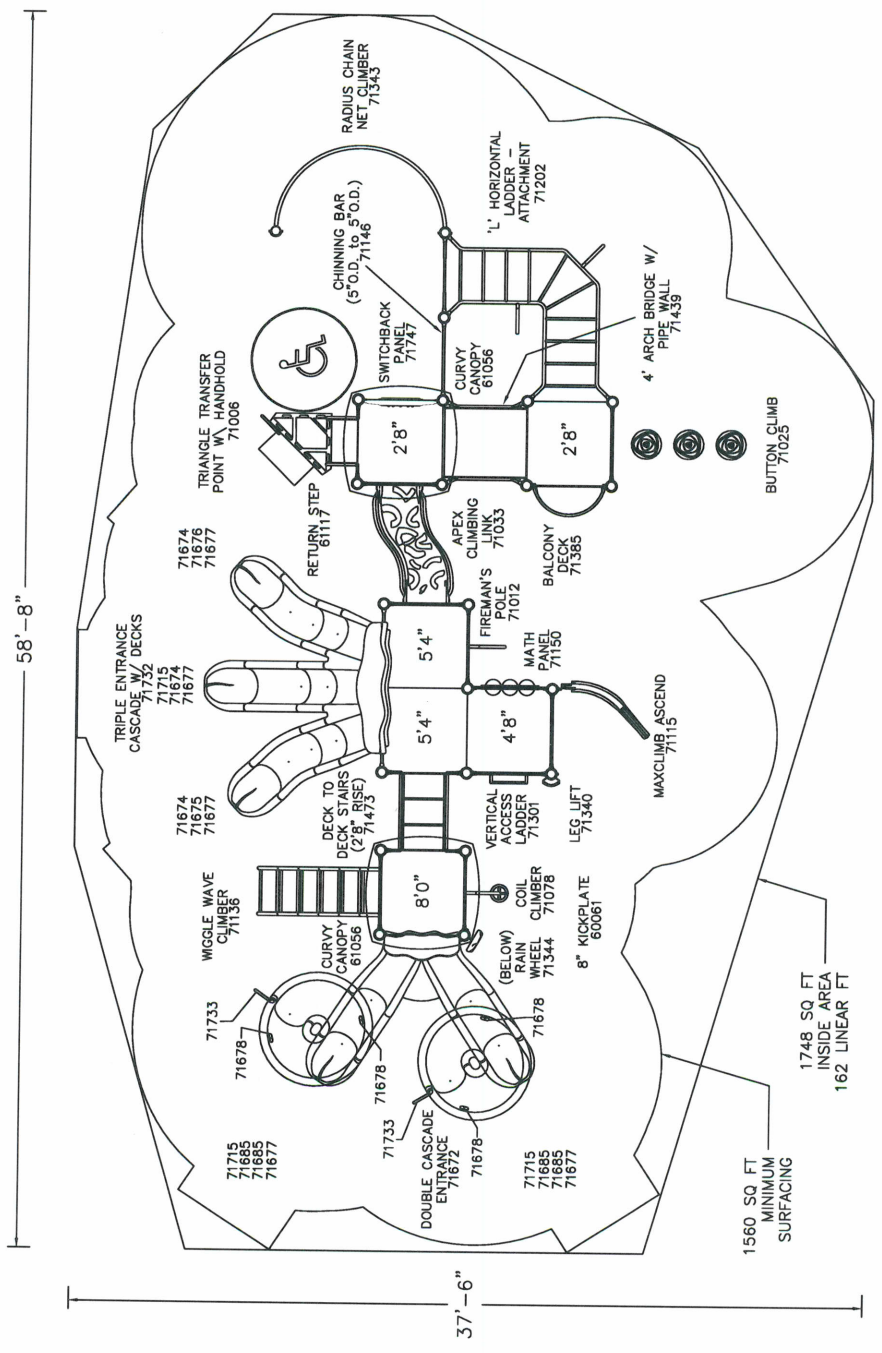 58'-8"
37'-6"
RADIUS CHAIN
NET CLIMBER
71343
CHINNING BAR
(5"O.D. to 5"O.D.)
71146
'L' HORIZONTAL
LADDER -
ATTACHMENT
71202
SWITCHBACK
PANEL
71747
CURVY
CANOPY
61056
4' ARCH BRIDGE W/
PIPE WALL
71439
TRIANGLE TRANSFER
POINT W\ HANDHOLD
71006
2'8"
2'8"
BUTTON CLIMB
71025
RETURN STEP
61117
APEX
CLIMBING
LINK
71033
BALCONY
DECK
71385
71674
71676
71677
FIREMAN'S
POLE
71012
5'4"
MATH
PANEL
71150
TRIPLE ENTRANCE
CASCADE W/ DECKS
71732
71715
71674
71677
5'4"
4'8"
MAXCLIMB ASCEND
71115
71674
71675
71677
DECK TO
DECK STAIRS
(2'8" RISE)
71473
VERTICAL
ACCESS
LADDER
71301
LEG LIFT
71340
WIGGLE WAVE
CLIMBER
71136
8'0"
COIL
CLIMBER
71078
8" KICKPLATE
60061
CURVY
CANOPY
61056
(BELOW)
RAIN
WHEEL
71344
71733
71678
71678
71678
71733
71678
71715
71685
71685
71677
DOUBLE CASCADE
ENTRANCE
71672
71715
71685
71685
71677
1748 SQ FT
INSIDE AREA
162 LINEAR FT
1560 SQ FT
MINIMUM
SURFACING